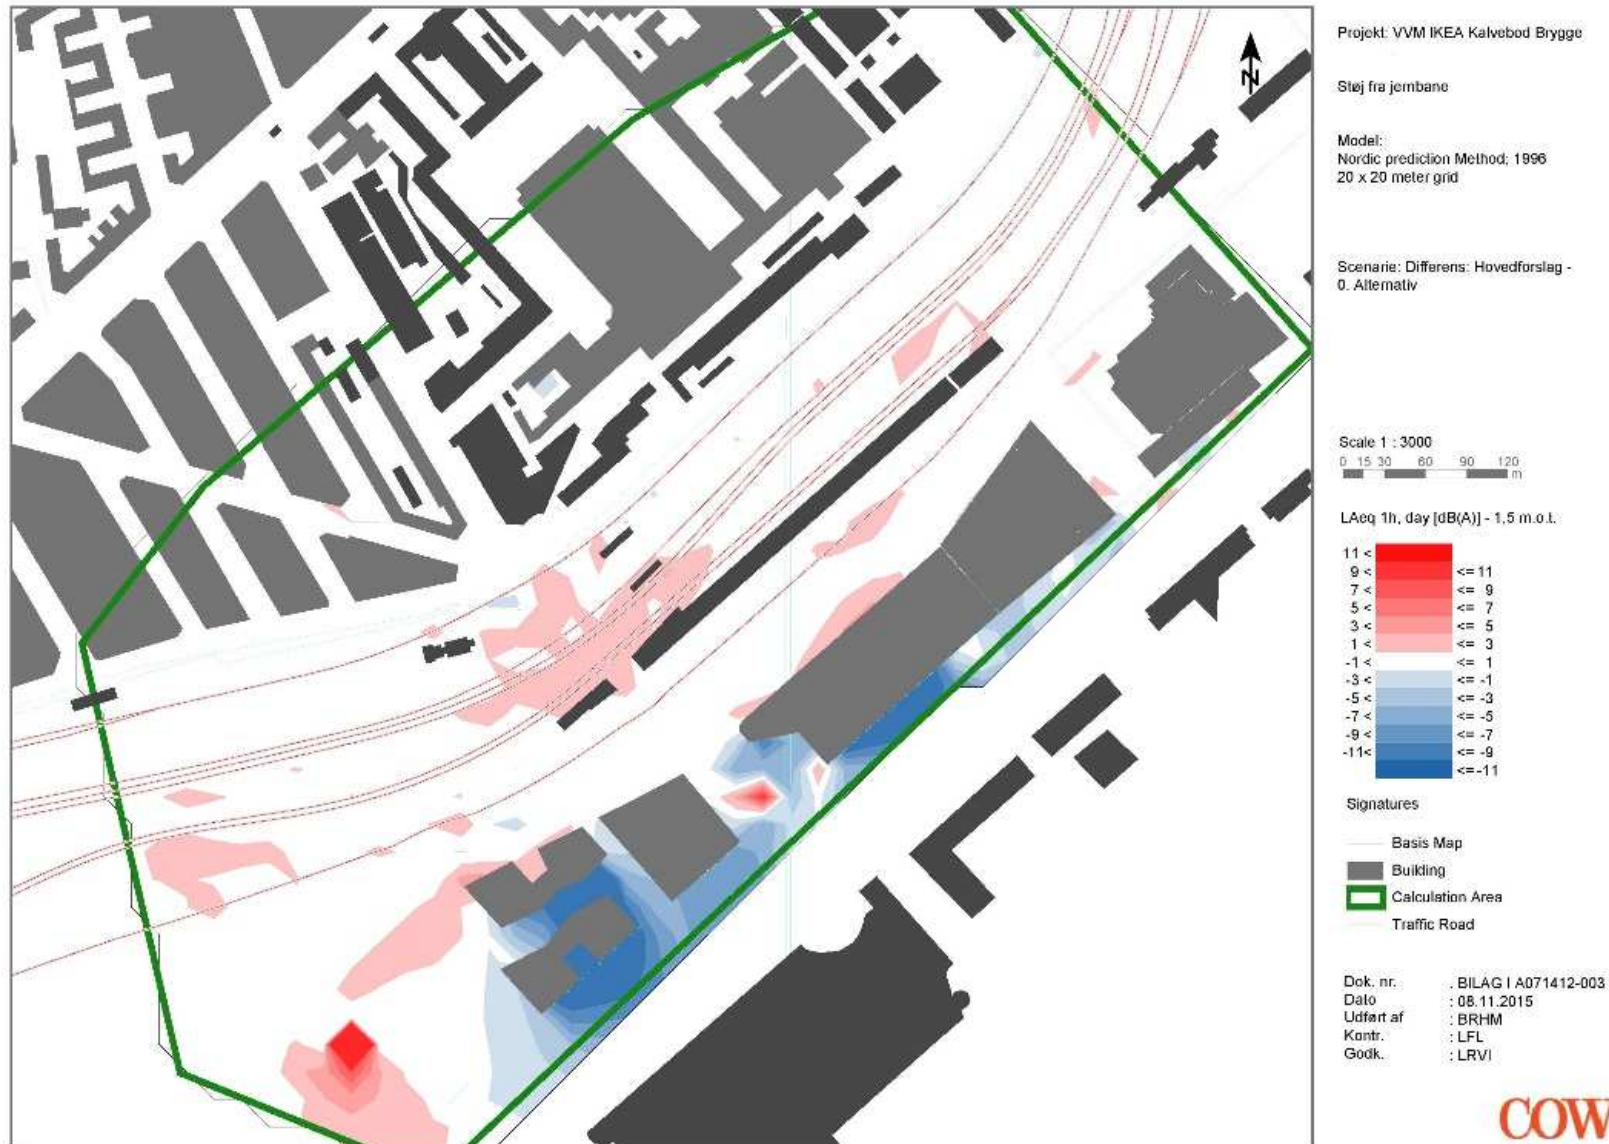 Projekt: VVM IKEA Kalvebod Brygge
Støj fra jernbane
Model:
Nordic prediction Method; 1996
20 x 20 meter grid
Scenarie: Differens: Hovedforslag -
0. Alternativ
N
Scale 1 : 3000
0 15 30 60 90 120
m
LAeq 1h, day [dB(A)] - 1,5 m.o.t.
11 <
9 < <= 11
7 < <= 9
5 < <= 7
3 < <= 5
1 < <= 3
-1 < <= 1
-3 < <= -1
-5 < <= -3
-7 < <= -5
-9 < <= -7
-11< <= -9
<= -11
Signatures
Basis Map
Building
Calculation Area
Traffic Road
Dok. nr. . BILAG I A071412-003
Dato : 08.11.2015
Udført af : BRHM
Kontr. : LFL
Godk. : LRVI
COW